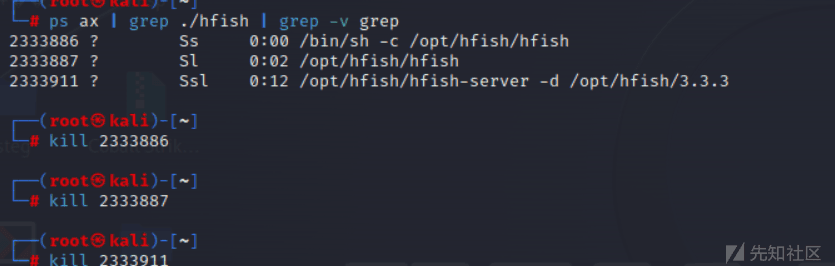 (root㉿kali)-[~]
# ps ax | grep ./hfish | grep -v grep
2333886 ? Ss 0:00 /bin/sh -c /opt/hfish/hfish
2333887 ? Sl 0:02 /opt/hfish/hfish
2333911 ? Ssl 0:12 /opt/hfish/hfish-server -d /opt/hfish/3.3.3
(root㉿kali)-[~]
# kill 2333886
(root㉿kali)-[~]
# kill 2333887
(root㉿kali)-[~]
# kill 2333911
先知社区